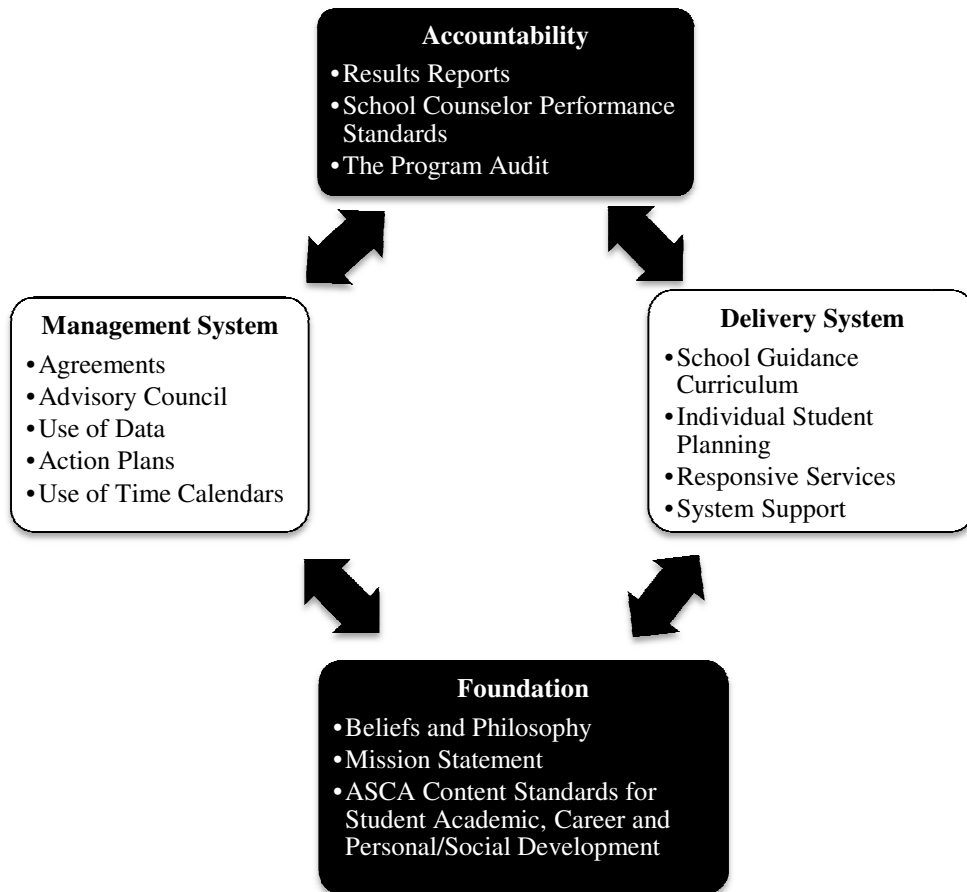 Accountability
•Results Reports
•School Counselor Performance
Standards
•The Program Audit
Management System
•Agreements
•Advisory Council
•Use of Data
•Action Plans
•Use of Time Calendars
Delivery System
•School Guidance
Curriculum
•Individual Student
Planning
•Responsive Services
•System Support
Foundation
•Beliefs and Philosophy
•Mission Statement
•ASCA Content Standards for
Student Academic, Career and
Personal/Social Development